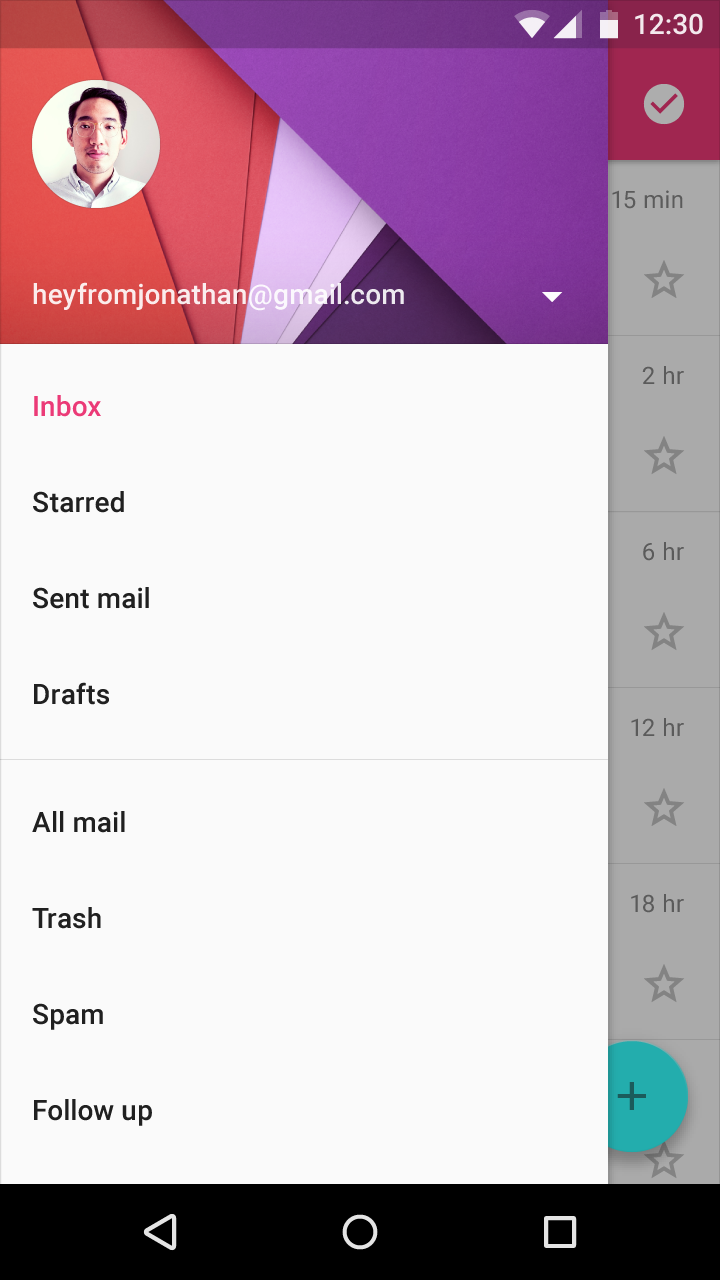 12:30
15 min
heyfromjonathan@gmail.com
2 hr
Inbox
Starred
6 hr
Sent mail
Drafts
12 hr
All mail
18 hr
Trash
Spam
Follow up